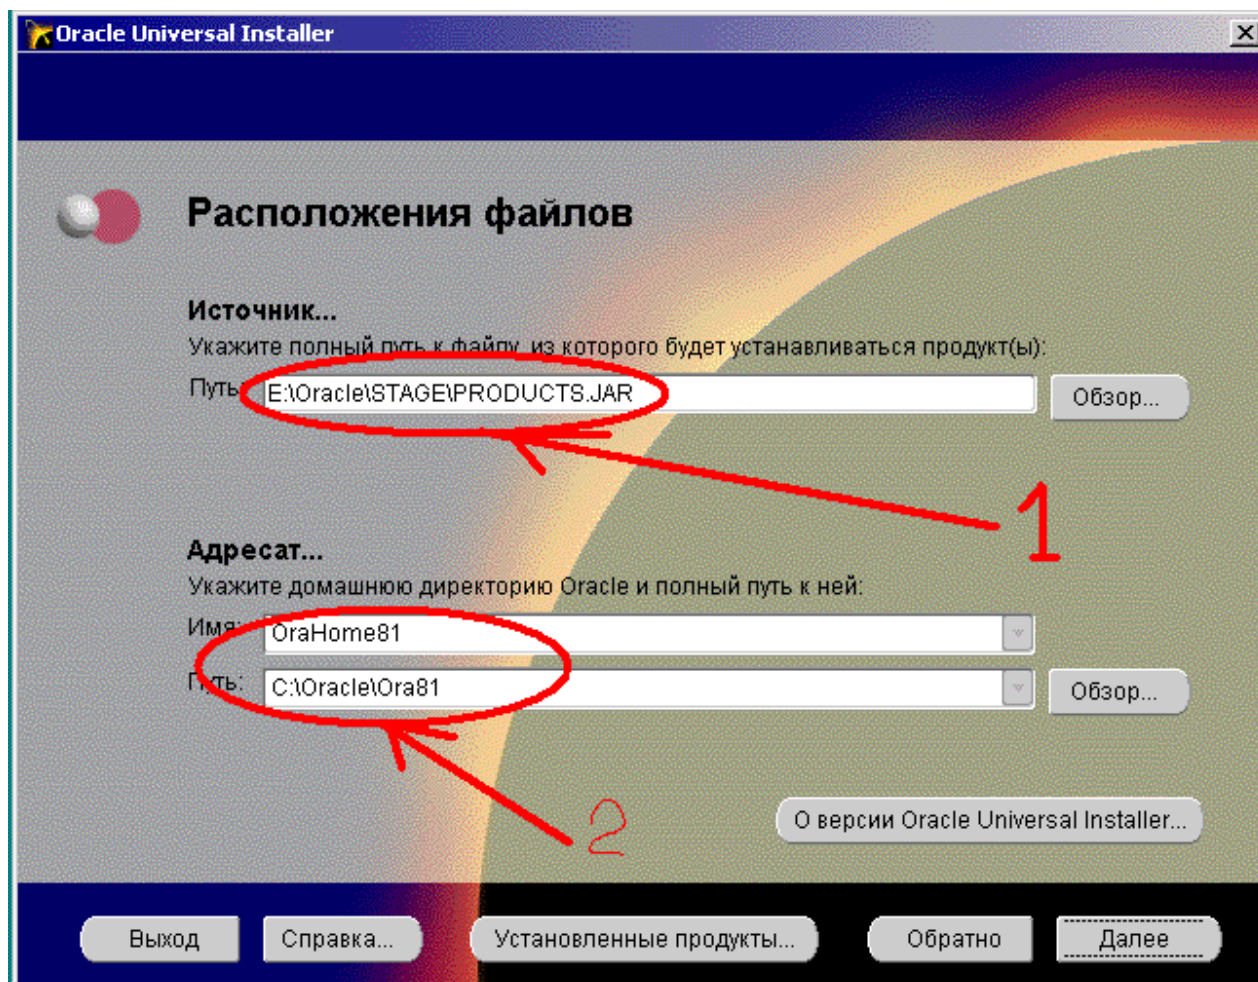 Oracle Universal Installer
Расположения файлов
Источник...
Укажите полный путь к файлу, из которого будет устанавливаться продукт(ы):
Путь: E:\Oracle\STAGE\PRODUCTS.JAR Обзор...
1
Адресат...
Укажите домашнюю директорию Oracle и полный путь к ней:
Имя: OraHome81
Путь: C:\Oracle\Ora81 Обзор...
2
О версии Oracle Universal Installer...
Выход Справка... Установленные продукты... Обратно Далее